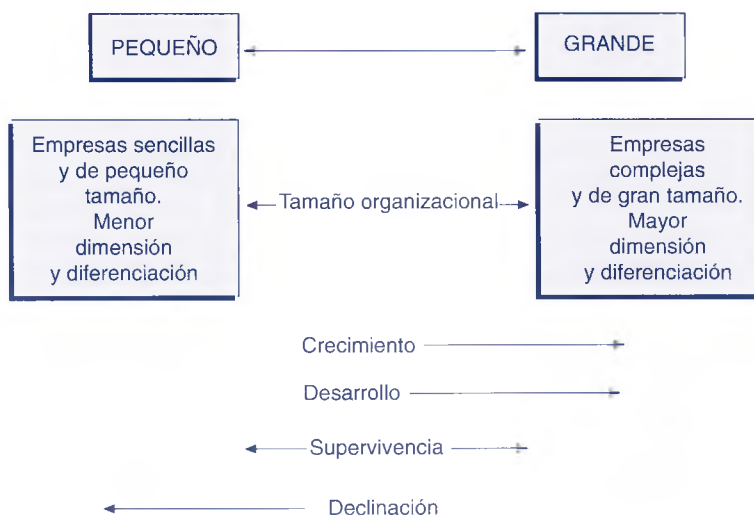 PEQUEÑO
GRANDE
Empresas sencillas
y de pequeño
tamaño.
Menor
dimensión
y diferenciación
Tamaño organizacional
Empresas
complejas
y de gran tamaño.
Mayor
dimensión
y diferenciación
Crecimiento
Desarrollo
Supervivencia
Declinación